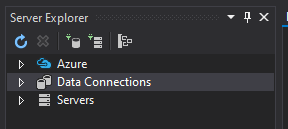 Server Explorer
Azure
Data Connections
Servers